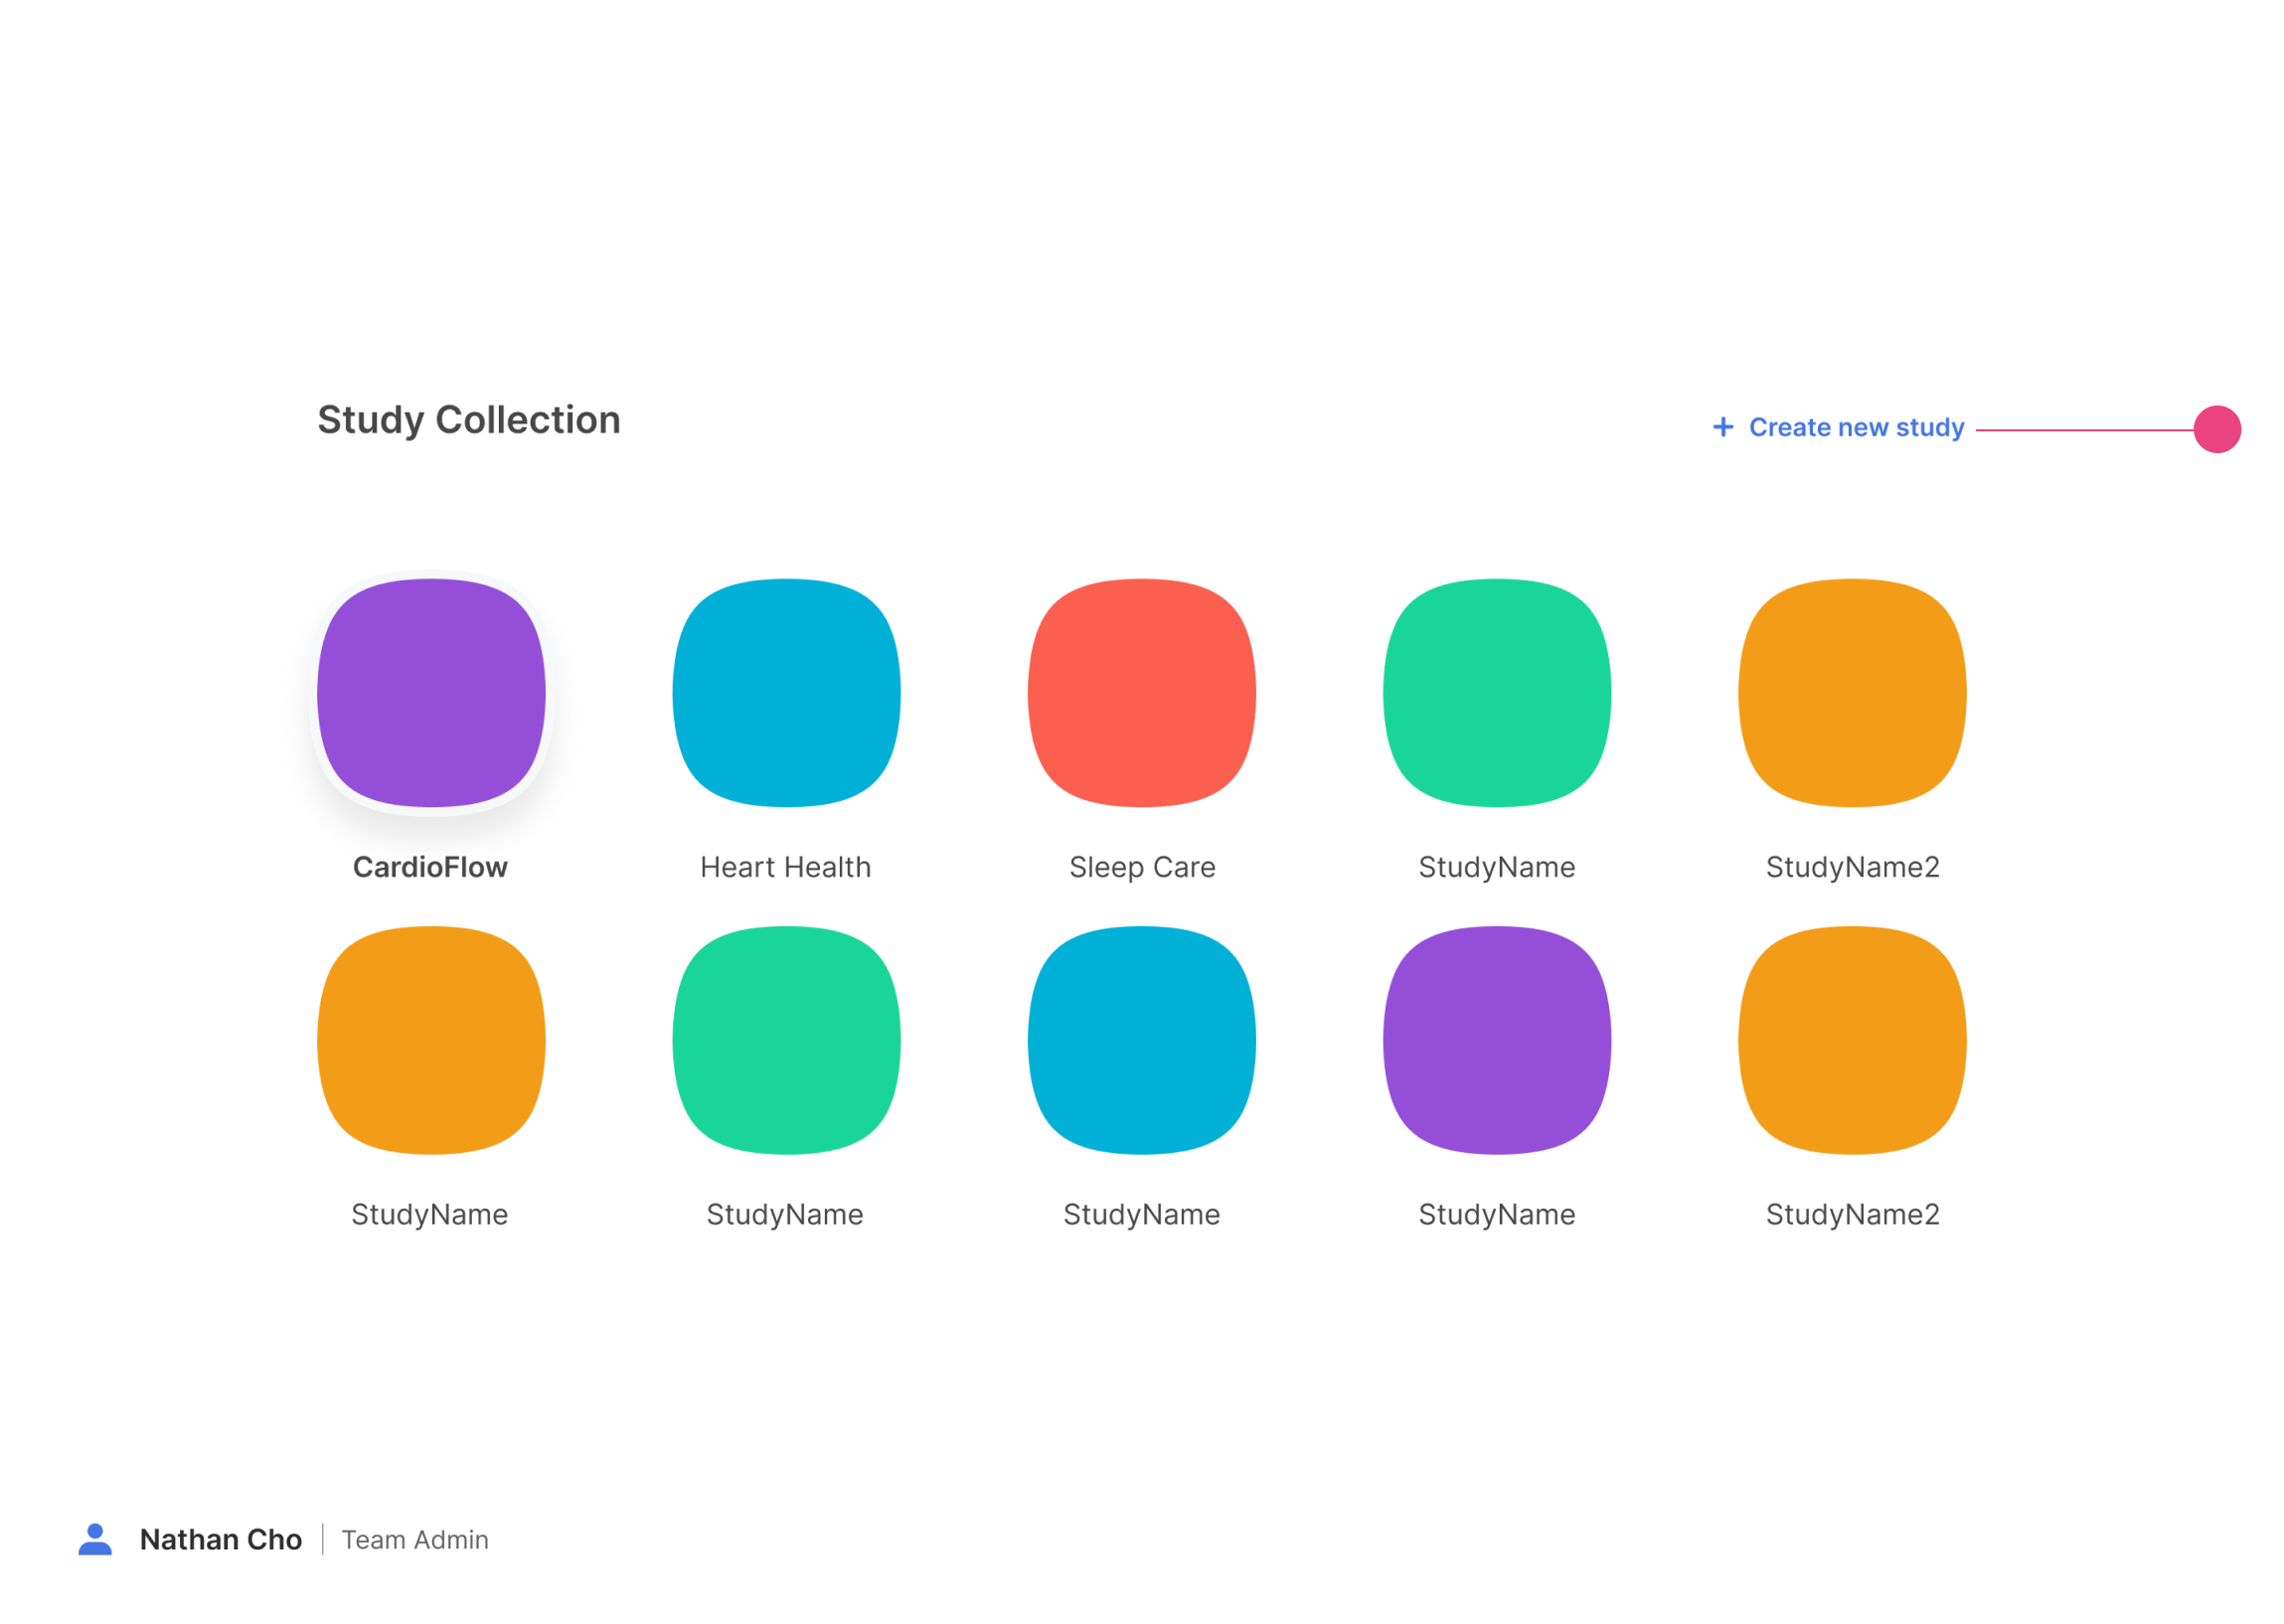 Study Collection
+ Create new study
CardioFlow
Heart Health
Sleep Care
StudyName
StudyName2
StudyName
StudyName
StudyName
StudyName
StudyName2
Nathan Cho
Team Admin